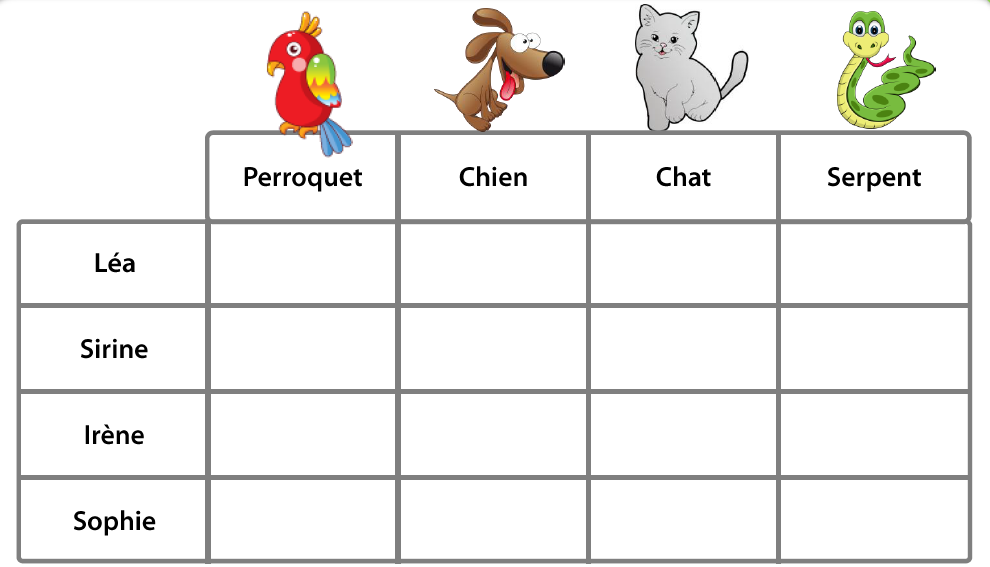 Perroquet Chien Chat Serpent
Léa
Sirine
Irène
Sophie